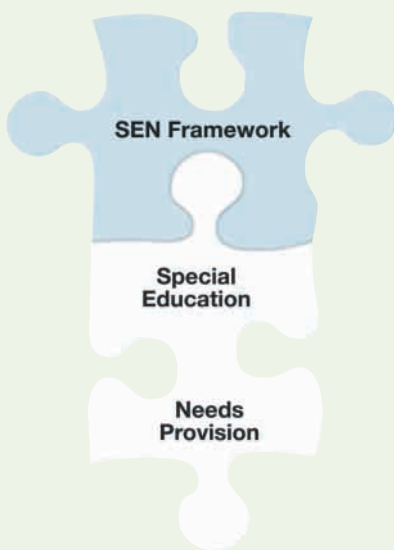 SEN Framework
Special
Education
Needs
Provision